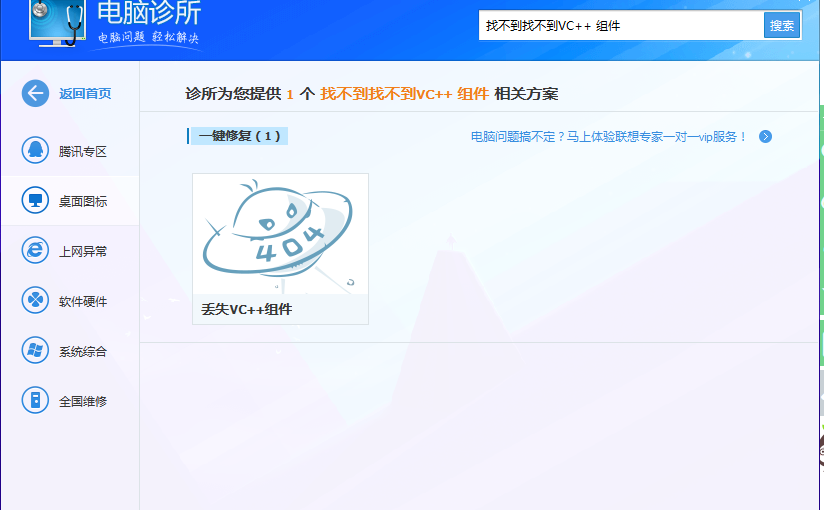 电脑诊所
电脑问题 轻松解决
找不到找不到VC++ 组件
搜索
返回首页
诊所为您提供 1 个 找不到找不到VC++ 组件 相关方案
一键修复 ( 1 )
电脑问题搞不定？马上体验联想专家一对一vip服务！
腾讯专区
桌面图标
上网异常
软件硬件
系统综合
全国维修
404
丢失VC++组件